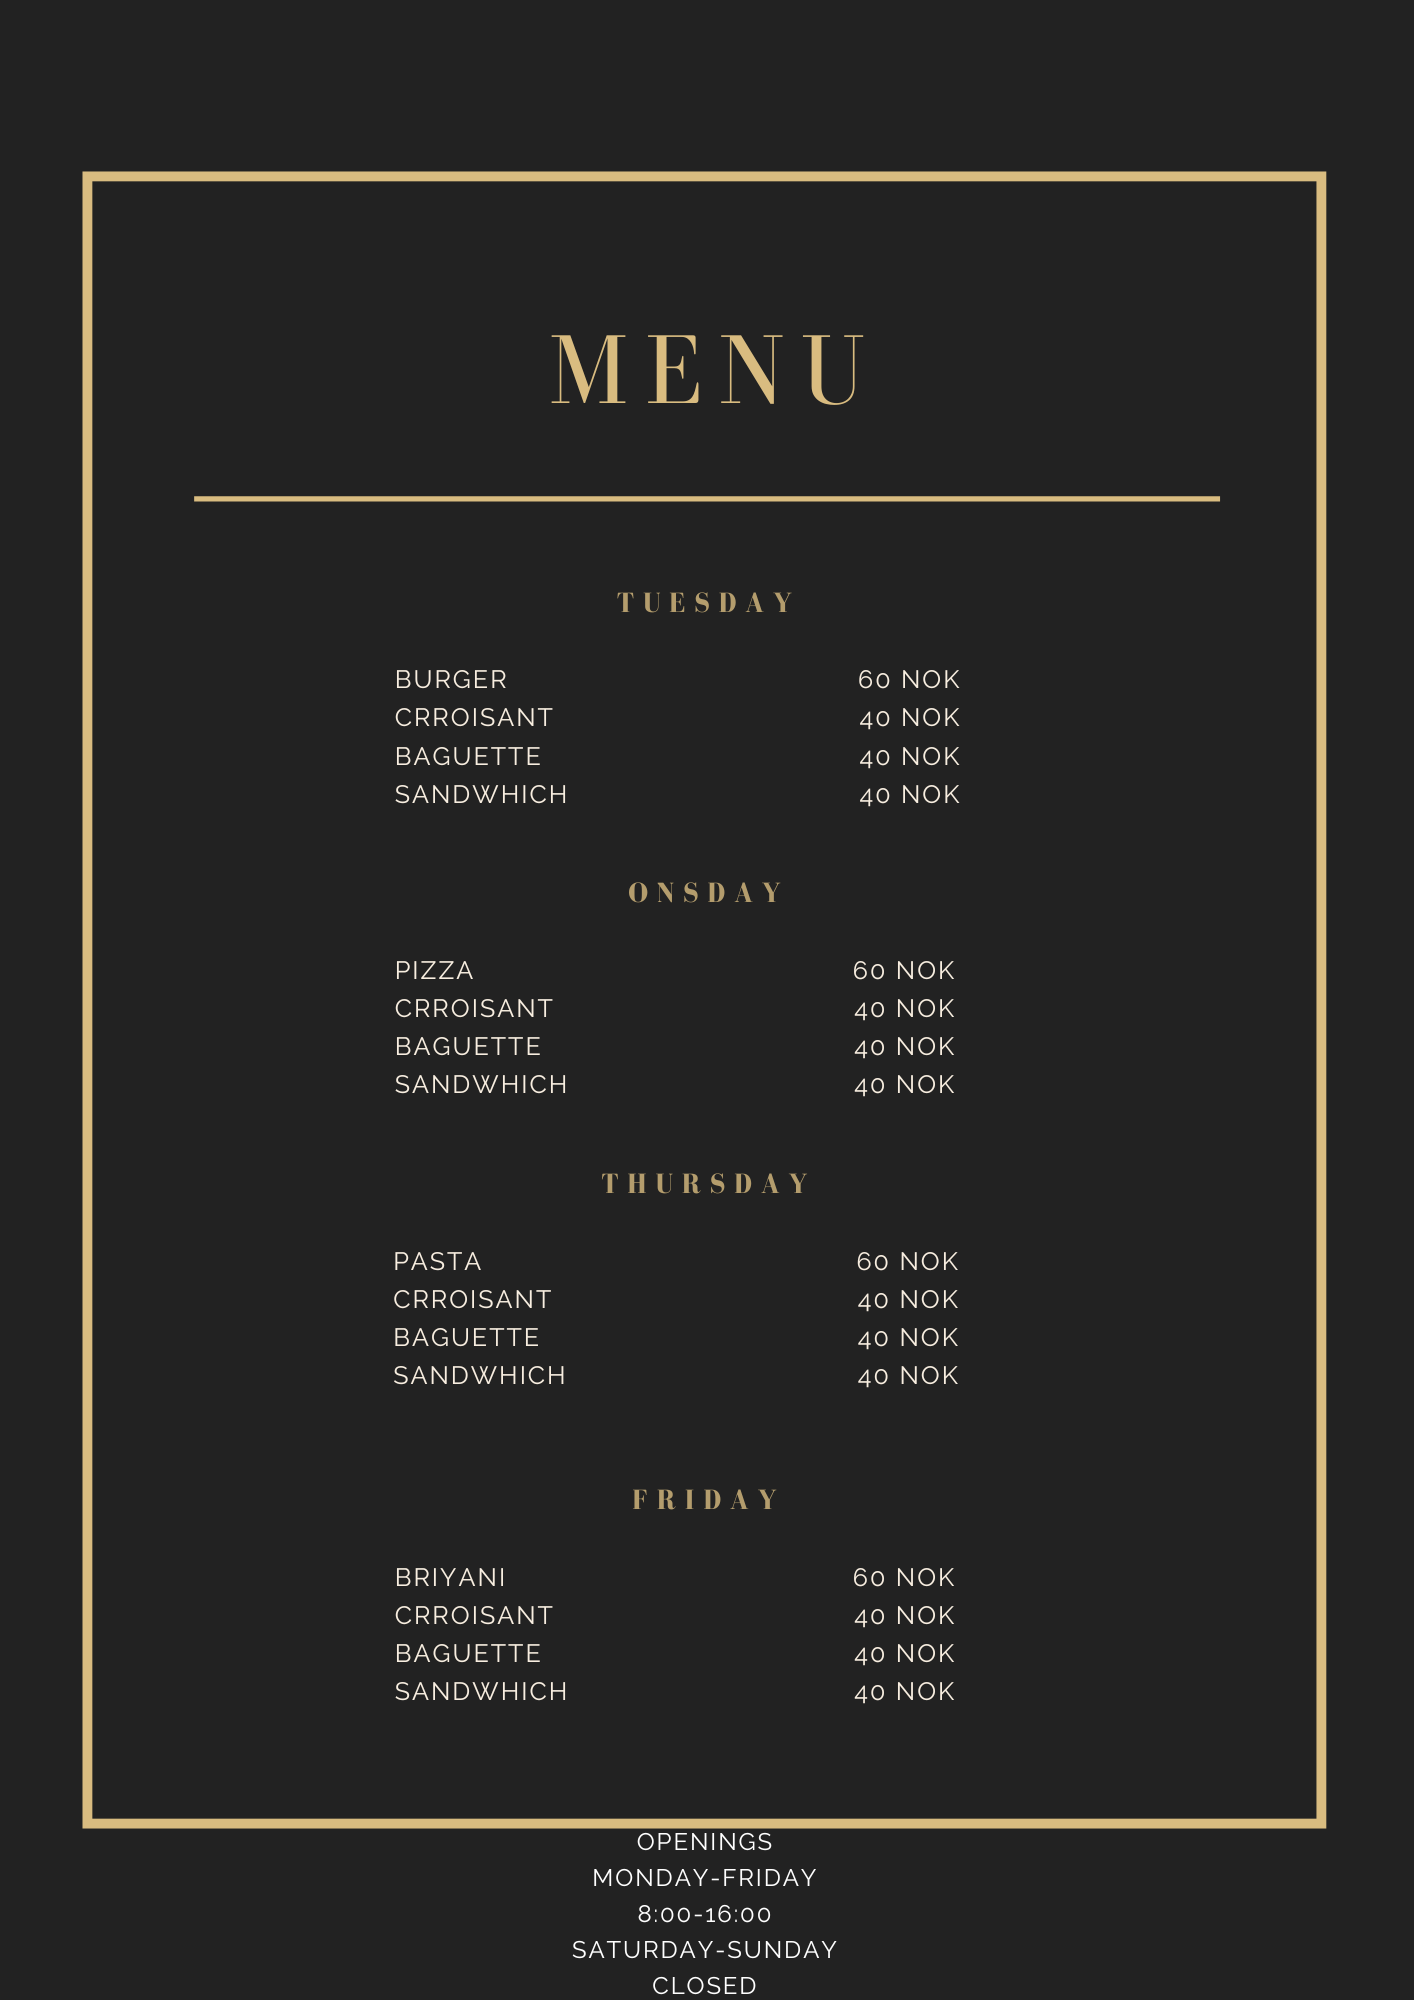 MENU
TUESDAY
BURGER 60 NOK
CRROISANT 40 NOK
BAGUETTE 40 NOK
SANDWHICH 40 NOK
ONSDAY
PIZZA 60 NOK
CRROISANT 40 NOK
BAGUETTE 40 NOK
SANDWHICH 40 NOK
THURSDAY
PASTA 60 NOK
CRROISANT 40 NOK
BAGUETTE 40 NOK
SANDWHICH 40 NOK
FRIDAY
BRIYANI 60 NOK
CRROISANT 40 NOK
BAGUETTE 40 NOK
SANDWHICH 40 NOK
OPENINGS
MONDAY-FRIDAY
8:00-16:00
SATURDAY-SUNDAY
CLOSED